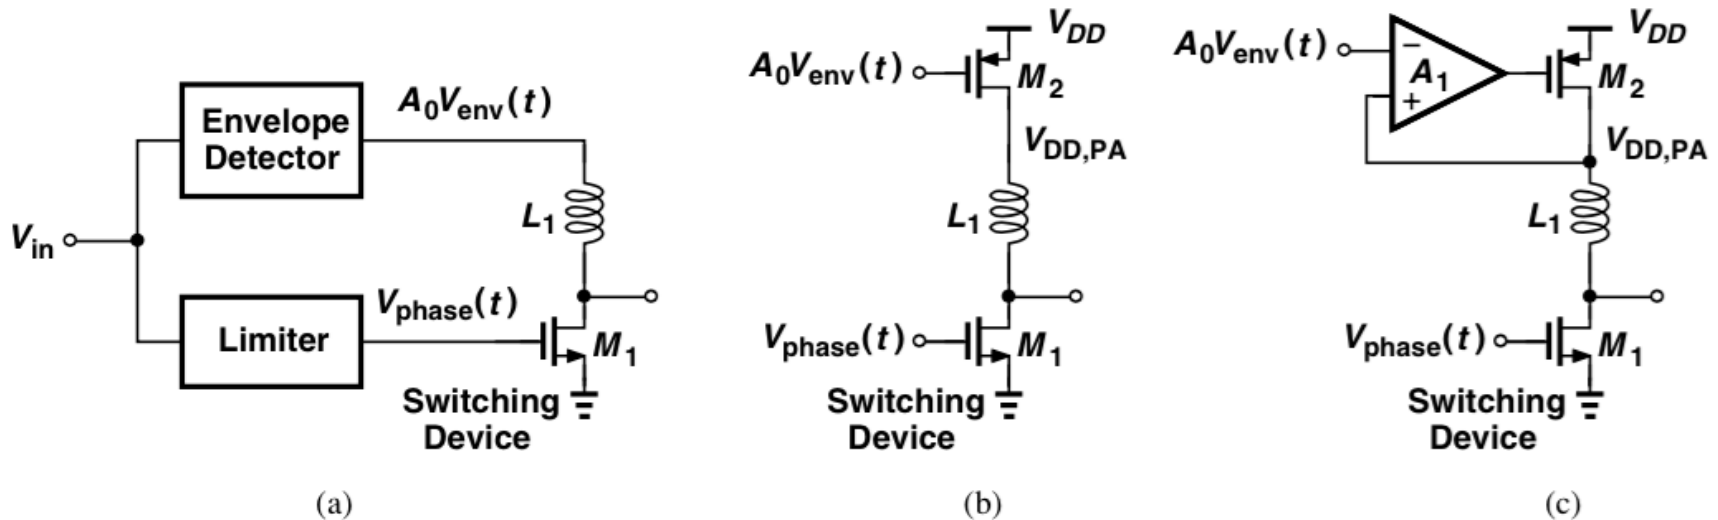 Envelope
Detector
A0Venv(t)
L1
Vin
Limiter
Vphase(t)
M1
Switching
Device
(a)
VDD
A0Venv(t)
M2
VDD,PA
L1
Vphase(t)
M1
Switching
Device
(b)
VDD
A0Venv(t)
−
A1
+
M2
VDD,PA
L1
Vphase(t)
M1
Switching
Device
(c)